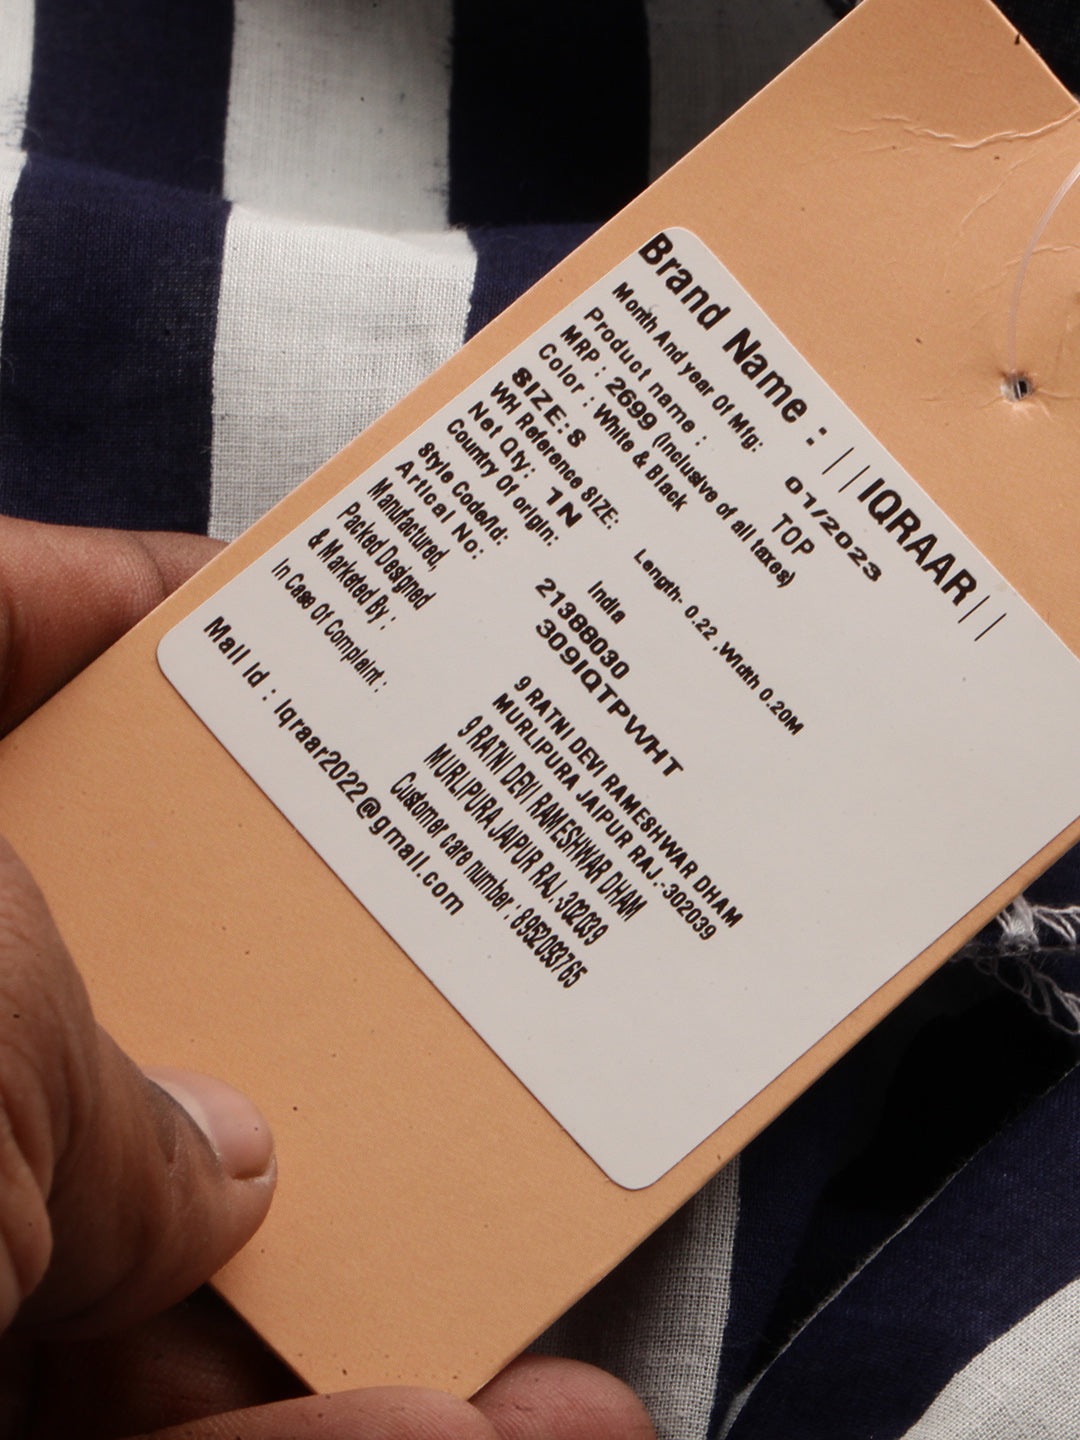 Brand Name : ||IQRAAR||
Month And year Of Mfg: 07/2023
Product name : TOP
MRP : 2699 (Inclusive of all taxes)
Color : White & Black
SIZE:S
WH Reference SIZE: Length- 0.22 ,Width 0.20M
Net Qty: 1N
Country Of origin: India
Style Code/Id: 21388030
Artical No.: 309IQTPWHT
Manufactured, 9 RATNI DEVI RAMESHWAR DHAM
Packed Designed MURLIPURA JAIPUR RAJ.-302039
& Marketed By : 9 RATNI DEVI RAMESHWAR DHAM
MURLIPURA JAIPUR RAJ. 302039
In Case Of Complaint : Customer care number : 8952093765
Mail Id : iqraar2022@gmail.com